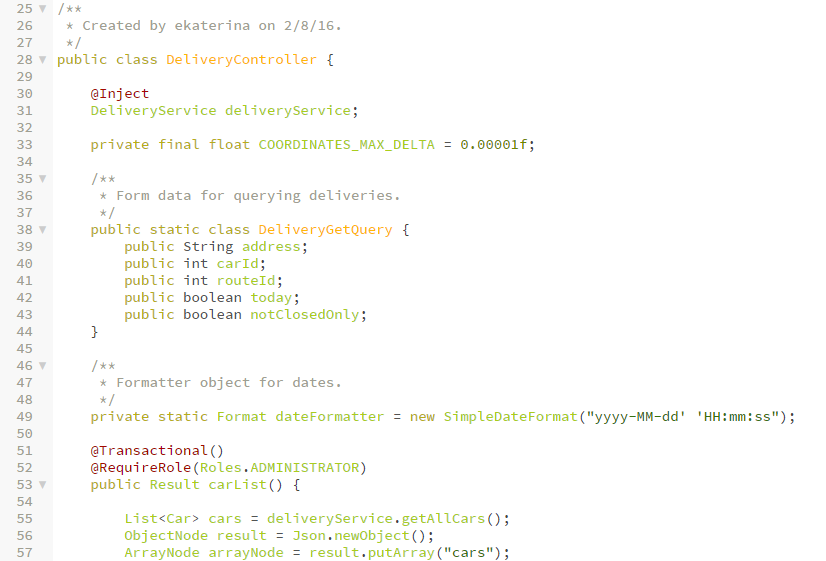 25 /**
26  * Created by ekaterina on 2/8/16.
27  */
28 public class DeliveryController {
29
30     @Inject
31     DeliveryService deliveryService;
32
33     private final float COORDINATES_MAX_DELTA = 0.00001f;
34
35     /**
36      * Form data for querying deliveries.
37      */
38     public static class DeliveryGetQuery {
39         public String address;
40         public int carId;
41         public int routeId;
42         public boolean today;
43         public boolean notClosedOnly;
44     }
45
46     /**
47      * Formatter object for dates.
48      */
49     private static Format dateFormatter = new SimpleDateFormat("yyyy-MM-dd' 'HH:mm:ss");
50
51     @Transactional()
52     @RequireRole(Roles.ADMINISTRATOR)
53     public Result carList() {
54
55         List<Car> cars = deliveryService.getAllCars();
56         ObjectNode result = Json.newObject();
57         ArrayNode arrayNode = result.putArray("cars");